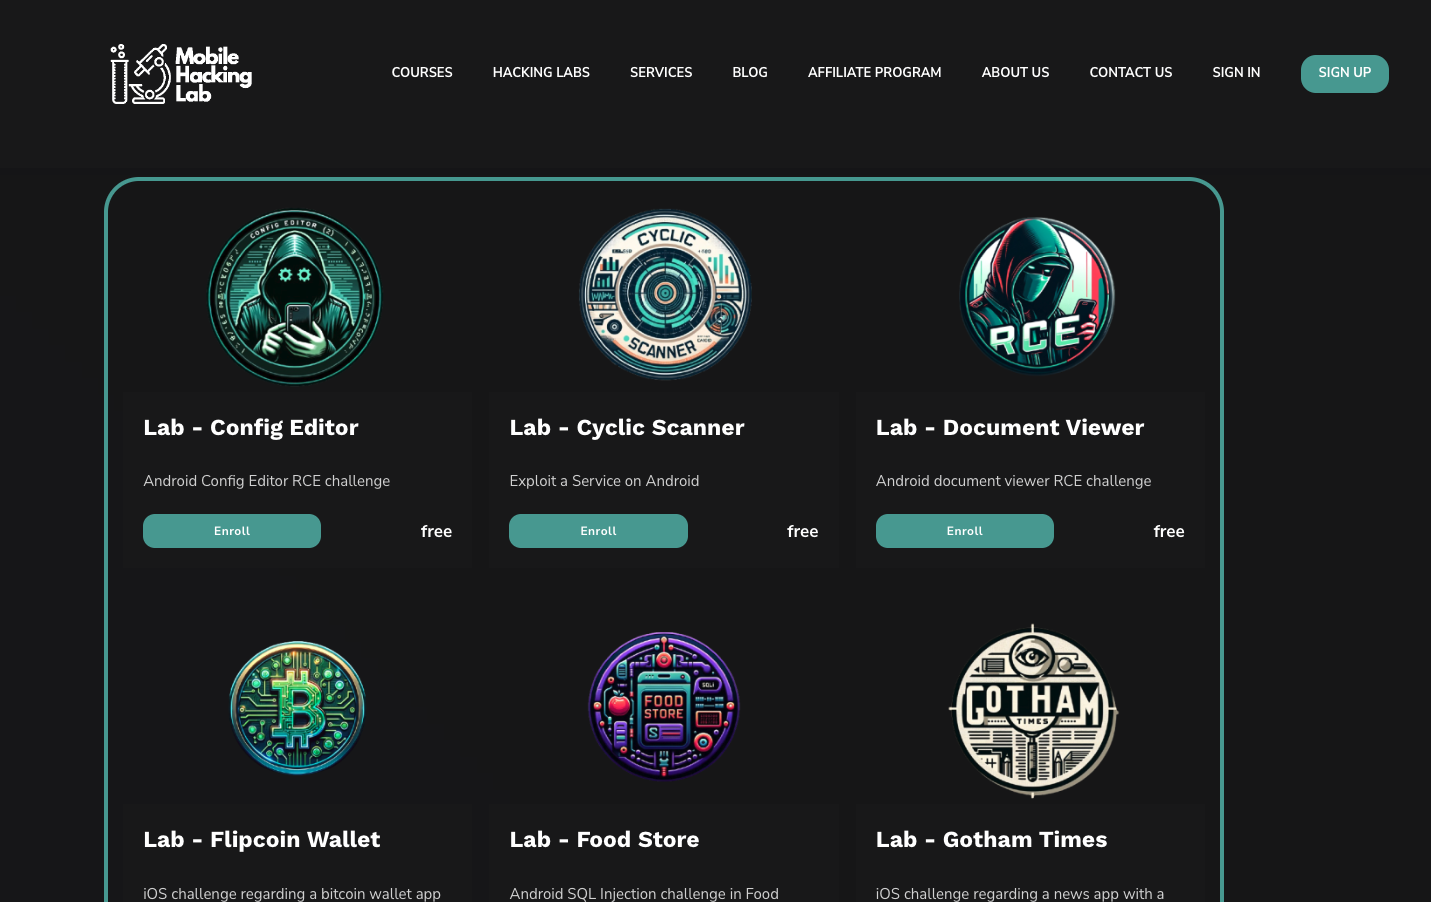 Mobile
Hacking
Lab
COURSES HACKING LABS SERVICES BLOG AFFILIATE PROGRAM ABOUT US CONTACT US SIGN IN SIGN UP
CONFIG EDITOR (2)
CYCLIC
SCANNER
RCE
Lab - Config Editor
Android Config Editor RCE challenge
Enroll free
Lab - Cyclic Scanner
Exploit a Service on Android
Enroll free
Lab - Document Viewer
Android document viewer RCE challenge
Enroll free
FOOD
STORE
SQLI
S
GOTHAM
TIMES
Lab - Flipcoin Wallet
iOS challenge regarding a bitcoin wallet app
Lab - Food Store
Android SQL Injection challenge in Food
Lab - Gotham Times
iOS challenge regarding a news app with a